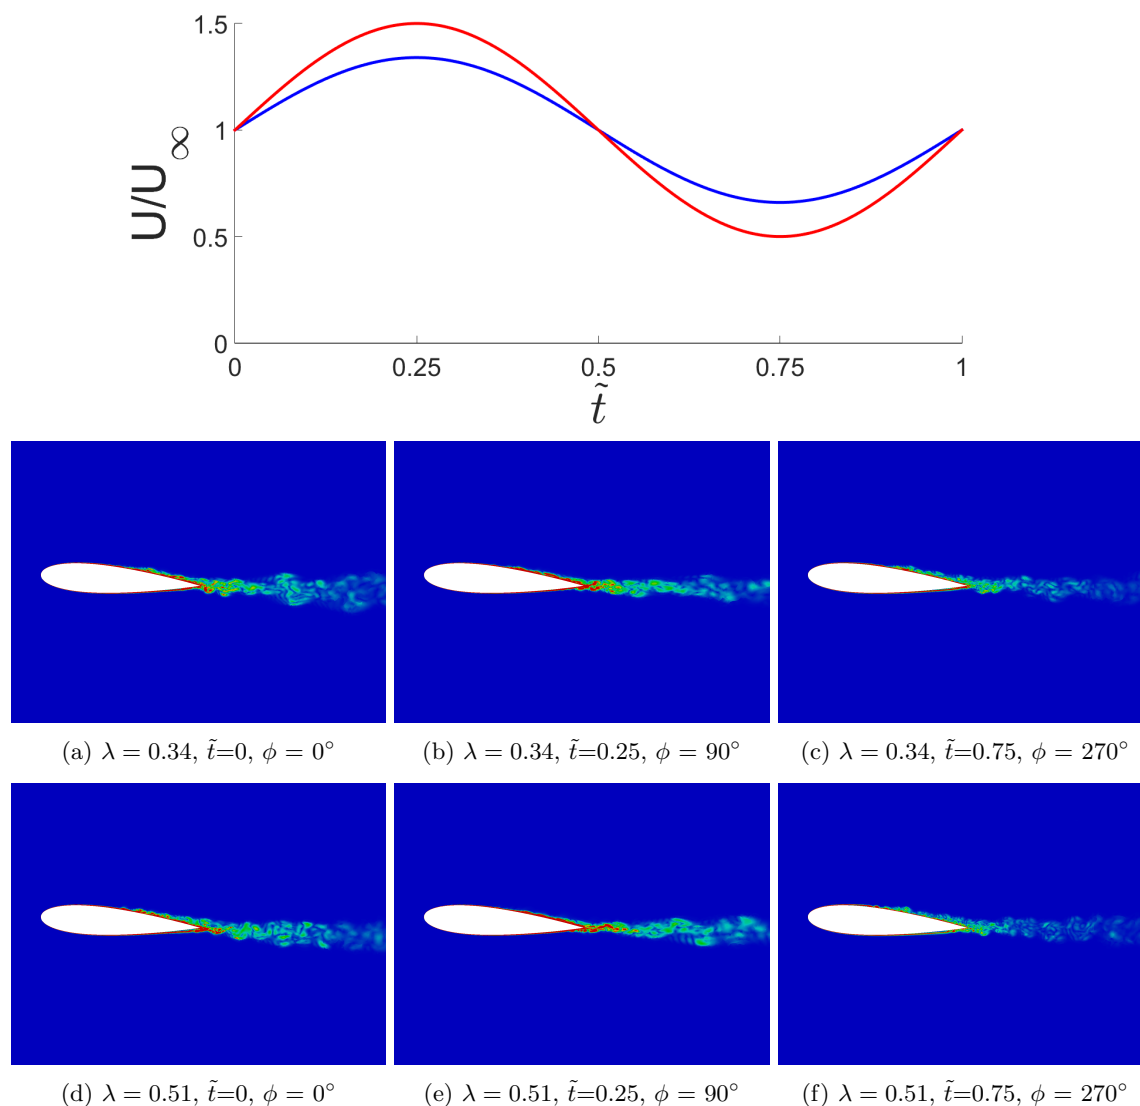 1.5
1
0.5
0
U/U∞
0 0.25 0.5 0.75 1
t̃
(a) λ = 0.34, t̃=0, ϕ = 0° (b) λ = 0.34, t̃=0.25, ϕ = 90° (c) λ = 0.34, t̃=0.75, ϕ = 270°
(d) λ = 0.51, t̃=0, ϕ = 0° (e) λ = 0.51, t̃=0.25, ϕ = 90° (f) λ = 0.51, t̃=0.75, ϕ = 270°